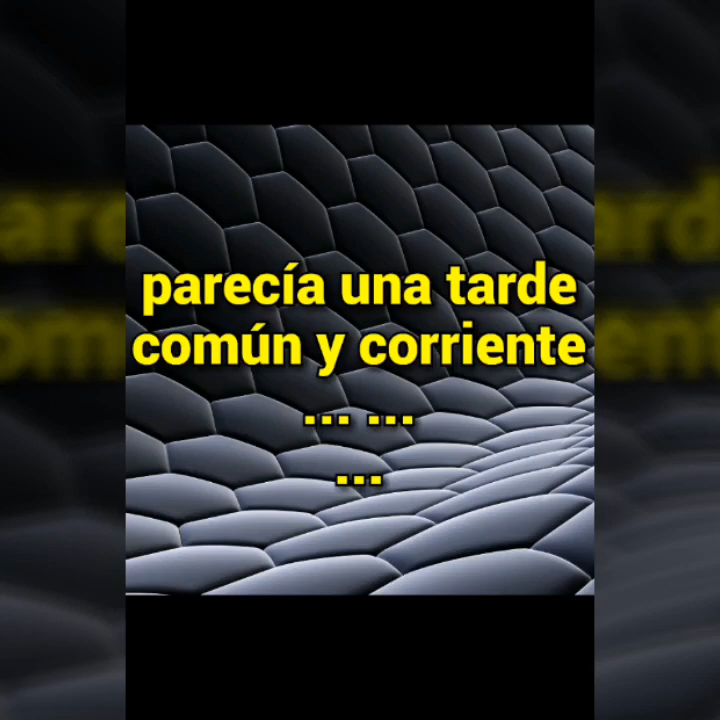 parecía una tarde
común y corriente
... ...
...